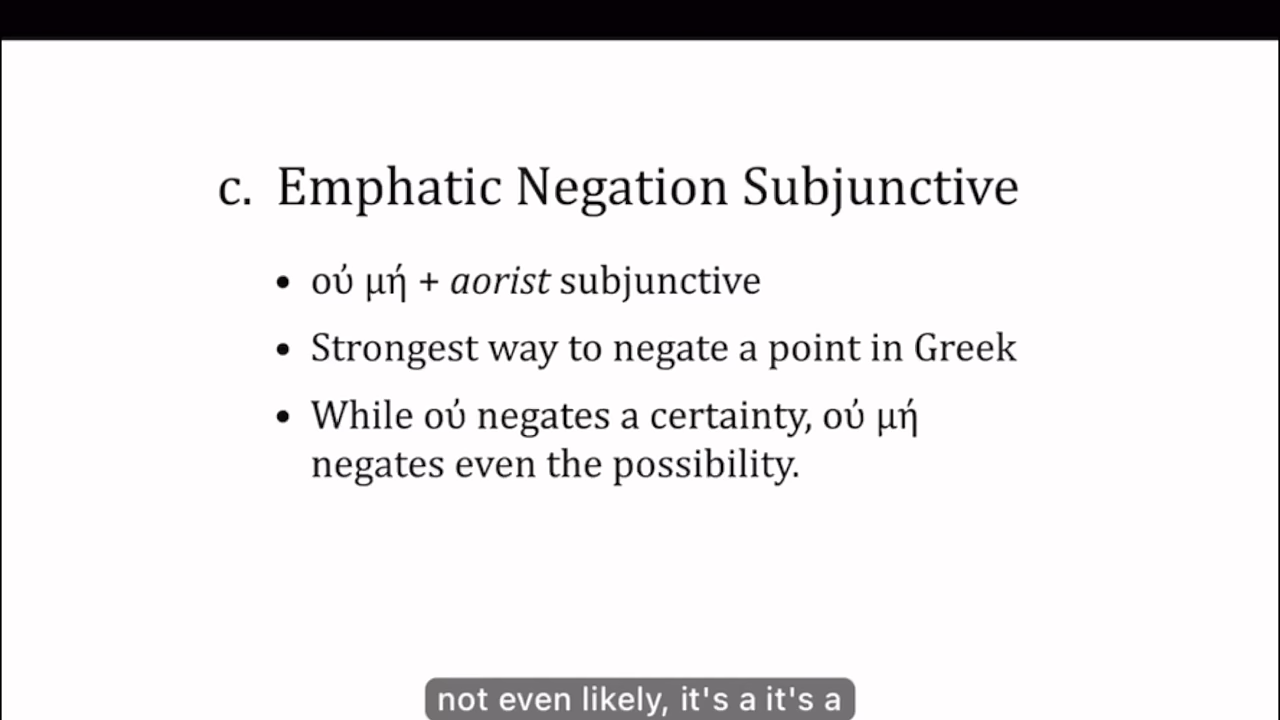 c. Emphatic Negation Subjunctive
• οὐ μή + aorist subjunctive
• Strongest way to negate a point in Greek
• While οὐ negates a certainty, οὐ μή
negates even the possibility.
not even likely, it's a it's a